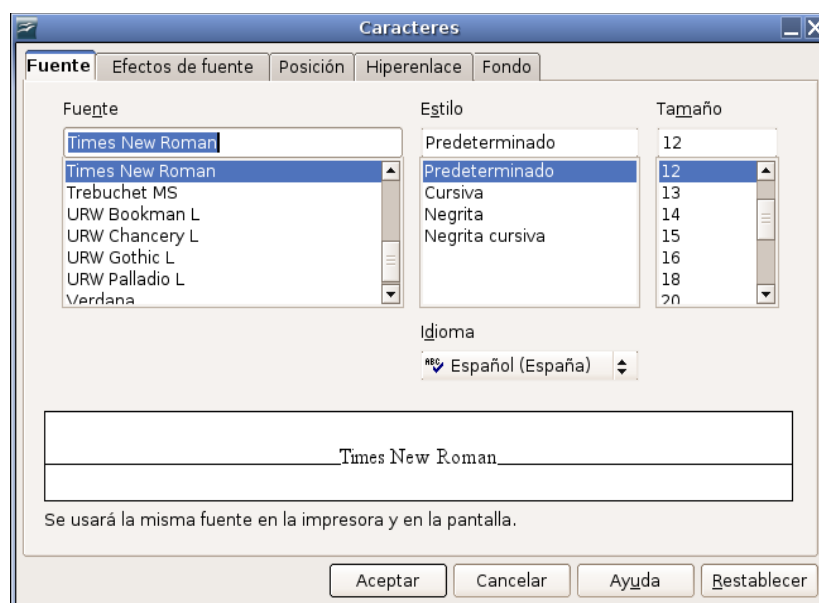 Caracteres
Fuente Efectos de fuente Posición Hiperenlace Fondo
Fuente Estilo Tamaño
Times New Roman Predeterminado 12
Times New Roman Predeterminado 12
Trebuchet MS Cursiva 13
URW Bookman L Negrita 14
URW Chancery L Negrita cursiva 15
URW Gothic L 16
URW Palladio L 18
Verdana 20
Idioma
ABC Español (España)
Times New Roman
Se usará la misma fuente en la impresora y en la pantalla.
Aceptar Cancelar Ayuda Restablecer